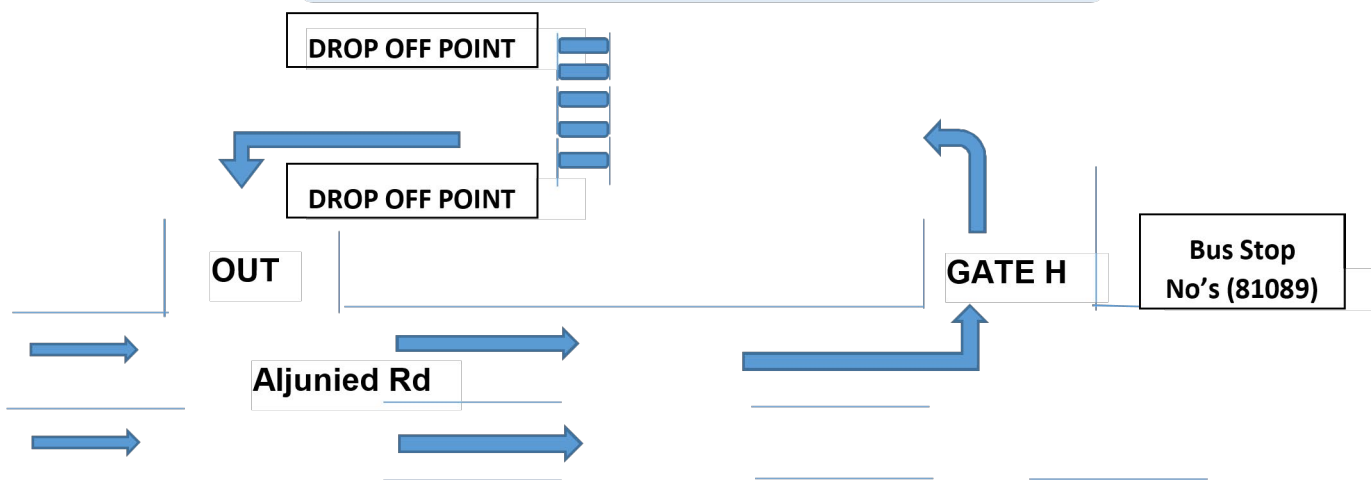 DROP OFF POINT
DROP OFF POINT
OUT
GATE H
Bus Stop
No’s (81089)
Aljunied Rd